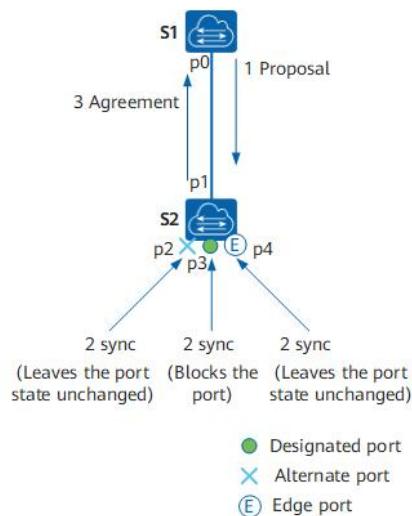 S1
p0
1 Proposal
3 Agreement
p1
S2
p2
E
p4
p3
2 sync
2 sync
2 sync
(Leaves the port
state unchanged)
(Blocks the
port)
(Leaves the port
state unchanged)
Designated port
Alternate port
E Edge port